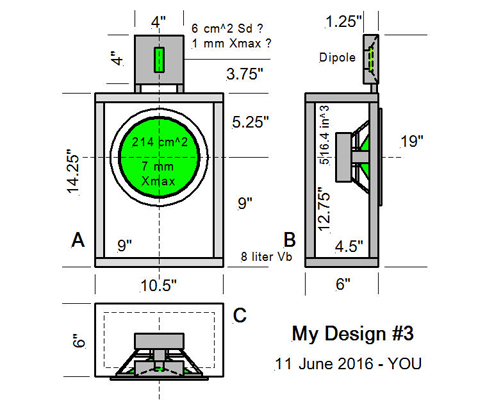 4"
6 cm^2 Sd ?
1 mm Xmax ?
4"
3.75"
1.25"
Dipole
5.25"
214 cm^2
7 mm
Xmax
14.25"
9"
A
9"
8 liter Vb
10.5"
516.4 in^3
19"
12.75"
B
4.5"
6"
C
6"
My Design #3
11 June 2016 - YOU